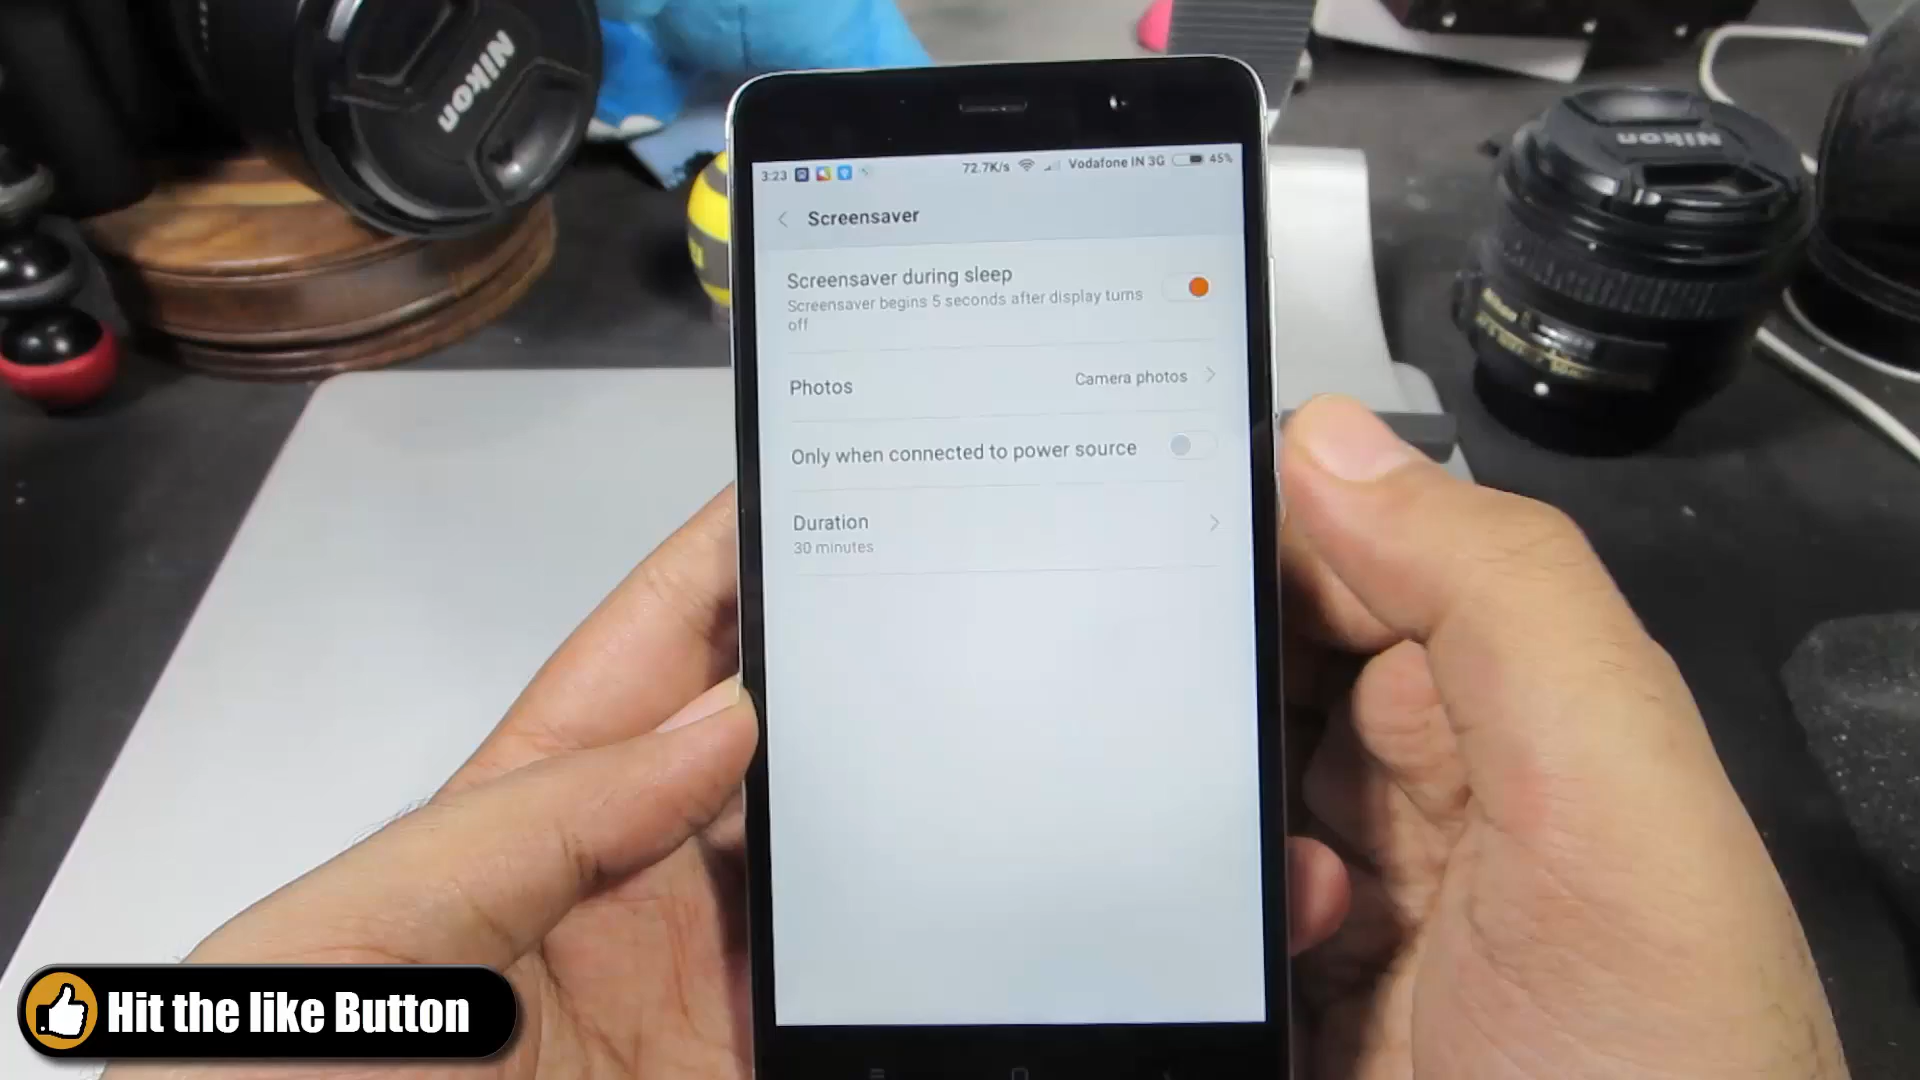 Nikon
Nikon
3:23 72.7K/s Vodafone IN 3G 45%
Screensaver
Screensaver during sleep
Screensaver begins 5 seconds after display turns
off
Photos Camera photos
Only when connected to power source
Duration
30 minutes
Hit the like Button